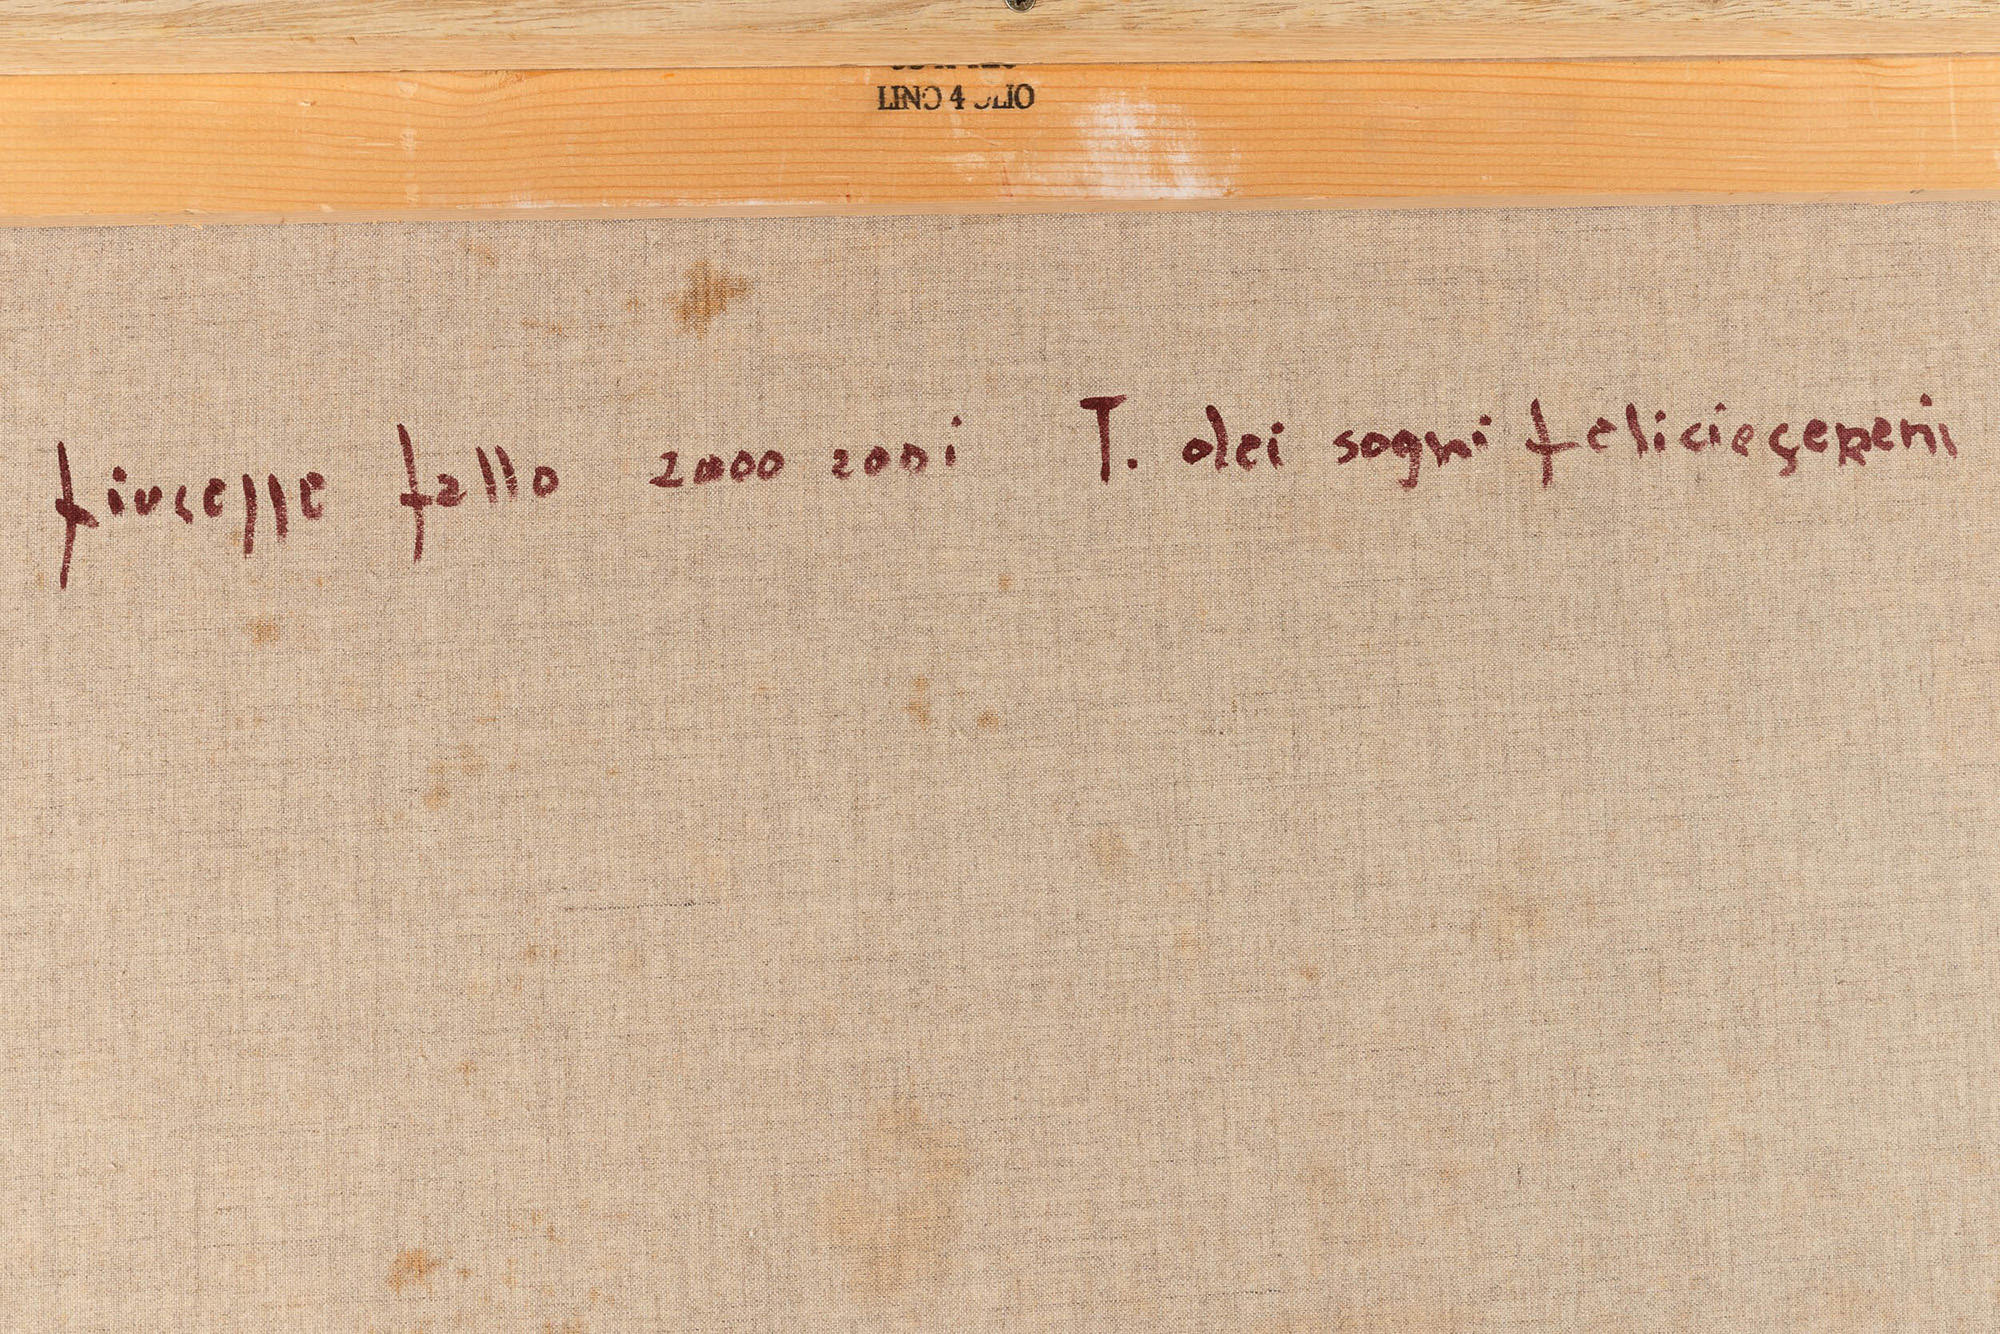 LINO 4 OLIO
Giuseppe Gallo 2000 2001 T. dei sogni felici e sereni